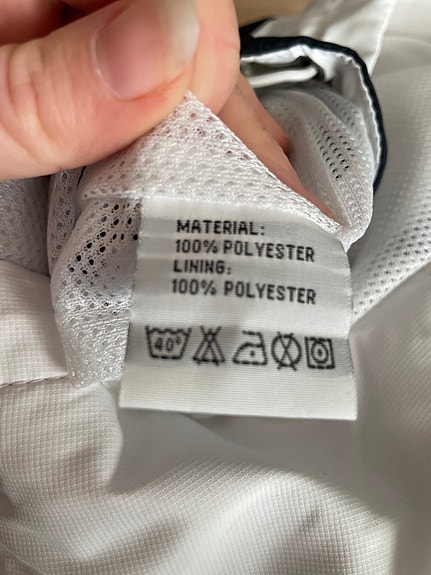 MATERIAL:
100% POLYESTER
LINING:
100% POLYESTER
40°